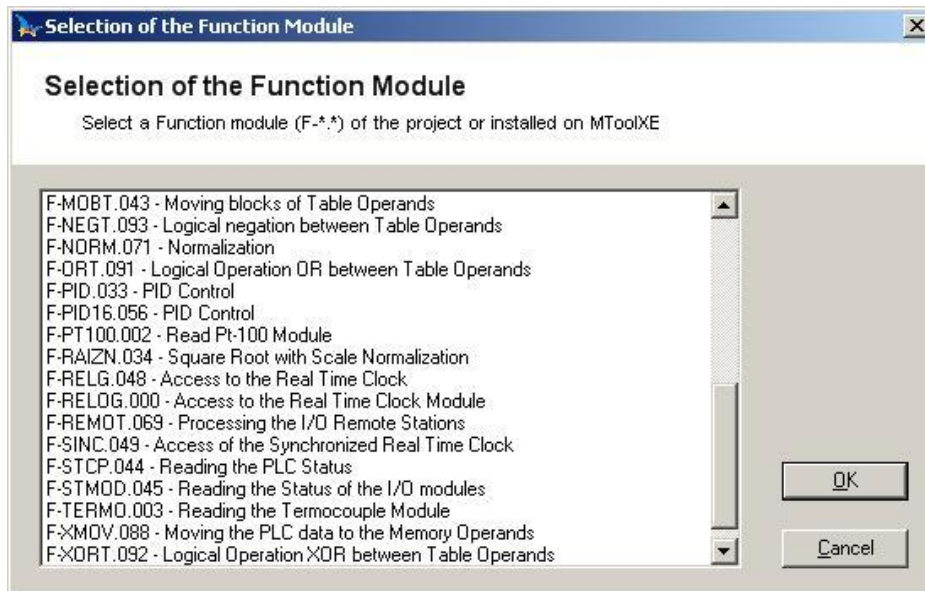 Selection of the Function Module
Selection of the Function Module
Select a Function module (F-*.*) of the project or installed on MToolXE
F-MOBT.043 - Moving blocks of Table Operands
F-NEGT.093 - Logical negation between Table Operands
F-NORM.071 - Normalization
F-ORT.091 - Logical Operation OR between Table Operands
F-PID.033 - PID Control
F-PID16.056 - PID Control
F-PT100.002 - Read Pt-100 Module
F-RAIZN.034 - Square Root with Scale Normalization
F-RELG.048 - Access to the Real Time Clock
F-RELOG.000 - Access to the Real Time Clock Module
F-REMOT.069 - Processing the I/O Remote Stations
F-SINC.049 - Access of the Synchronized Real Time Clock
F-STCP.044 - Reading the PLC Status
F-STMOD.045 - Reading the Status of the I/O modules
F-TERMO.003 - Reading the Termocouple Module
F-XMOV.088 - Moving the PLC data to the Memory Operands
F-XORT.092 - Logical Operation XOR between Table Operands
OK
Cancel